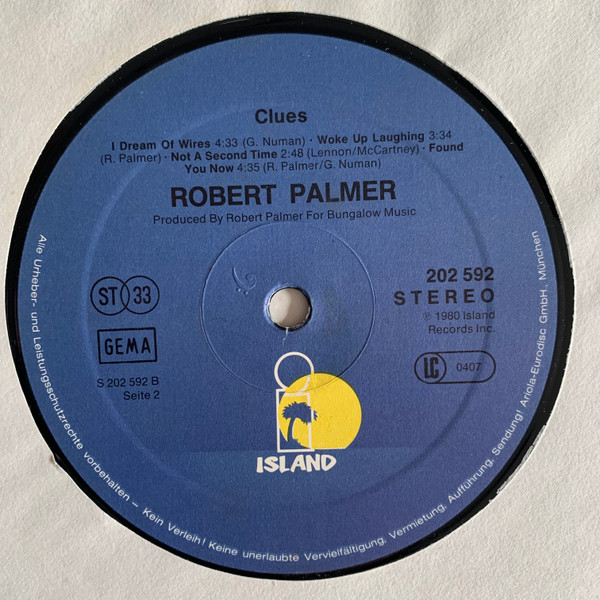 Clues
I Dream Of Wires 4:33 (G. Numan) · Woke Up Laughing 3:34
(R. Palmer) · Not A Second Time 2:48 (Lennon/McCartney) · Found
You Now 4:35 (R. Palmer/G. Numan)
ROBERT PALMER
Produced By Robert Palmer For Bungalow Music
ST 33
GEMA
S 202 592 B
Seite 2
202 592
STEREO
℗ 1980 Island
Records Inc.
LC 0407
ISLAND
Alle Urheber- und Leistungsschutzrechte vorbehalten – Kein Verleih! Keine unerlaubte Vervielfältigung, Vermietung, Aufführung, Sendung! Ariola-Eurodisc GmbH, München